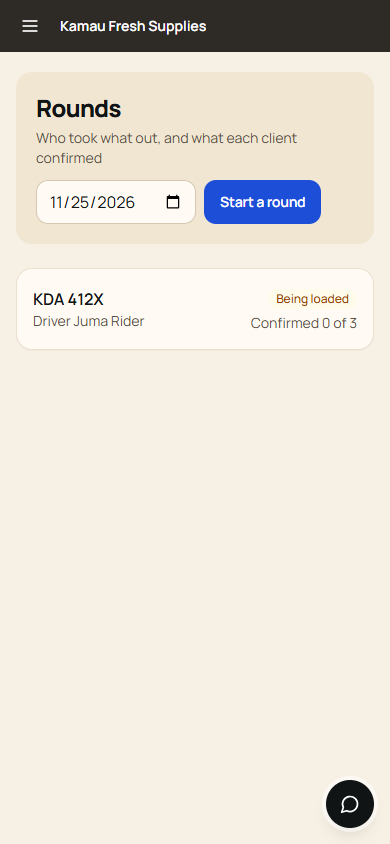 Kamau Fresh Supplies
Rounds
Who took what out, and what each client
confirmed
11/25/2026
Start a round
KDA 412X
Being loaded
Driver Juma Rider
Confirmed 0 of 3